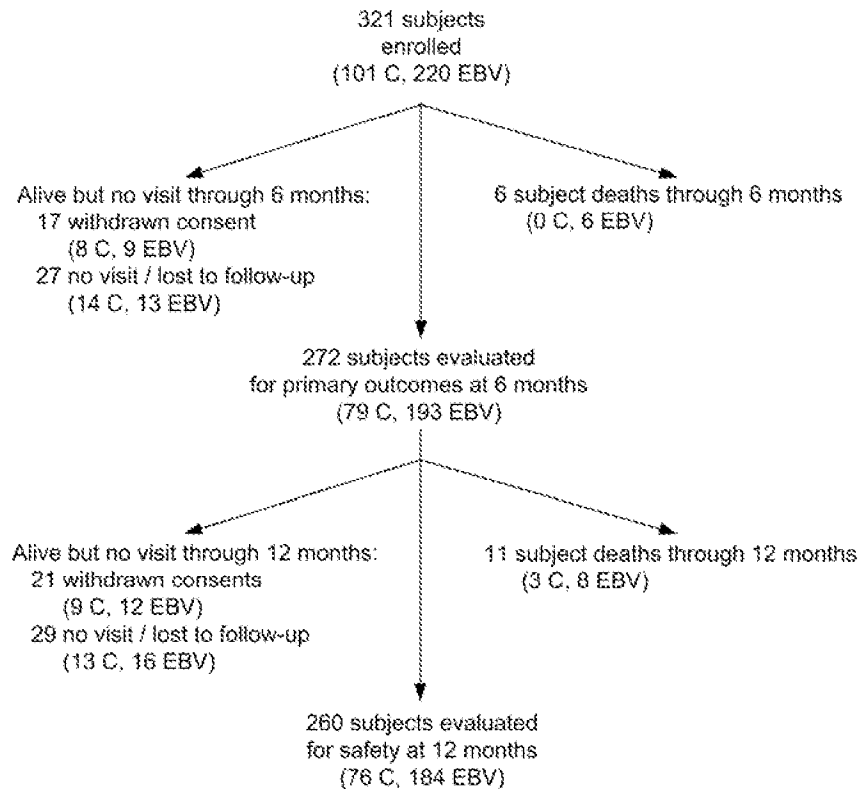 321 subjects
enrolled
(101 C, 220 EBV)
Alive but no visit through 6 months:
17 withdrawn consent
(8 C, 9 EBV)
27 no visit / lost to follow-up
(14 C, 13 EBV)
6 subject deaths through 6 months
(0 C, 6 EBV)
272 subjects evaluated
for primary outcomes at 6 months
(79 C, 193 EBV)
Alive but no visit through 12 months:
21 withdrawn consents
(9 C, 12 EBV)
29 no visit / lost to follow-up
(13 C, 16 EBV)
11 subject deaths through 12 months
(3 C, 8 EBV)
260 subjects evaluated
for safety at 12 months
(76 C, 184 EBV)